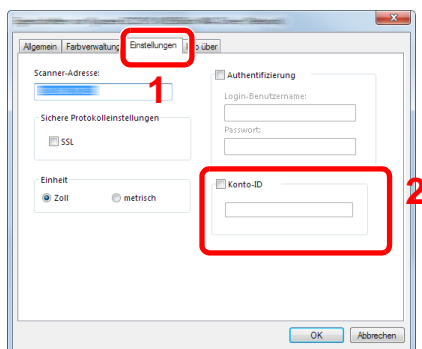 Allgemein Farbverwaltung Einstellungen über
1
2
Scanner-Adresse:
Sichere Protokolleinstellungen
SSL
Einheit
Zoll metrisch
Authentifizierung
Login-Benutzername:
Passwort:
Konto-ID
OK Abbrechen